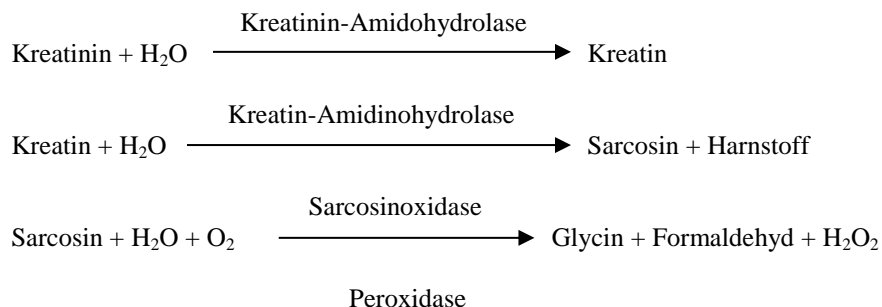 Kreatinin-Amidohydrolase
Kreatinin + H₂O Kreatin
Kreatin-Amidinohydrolase
Kreatin + H₂O Sarcosin + Harnstoff
Sarcosinoxidase
Sarcosin + H₂O + O₂ Glycin + Formaldehyd + H₂O₂
Peroxidase